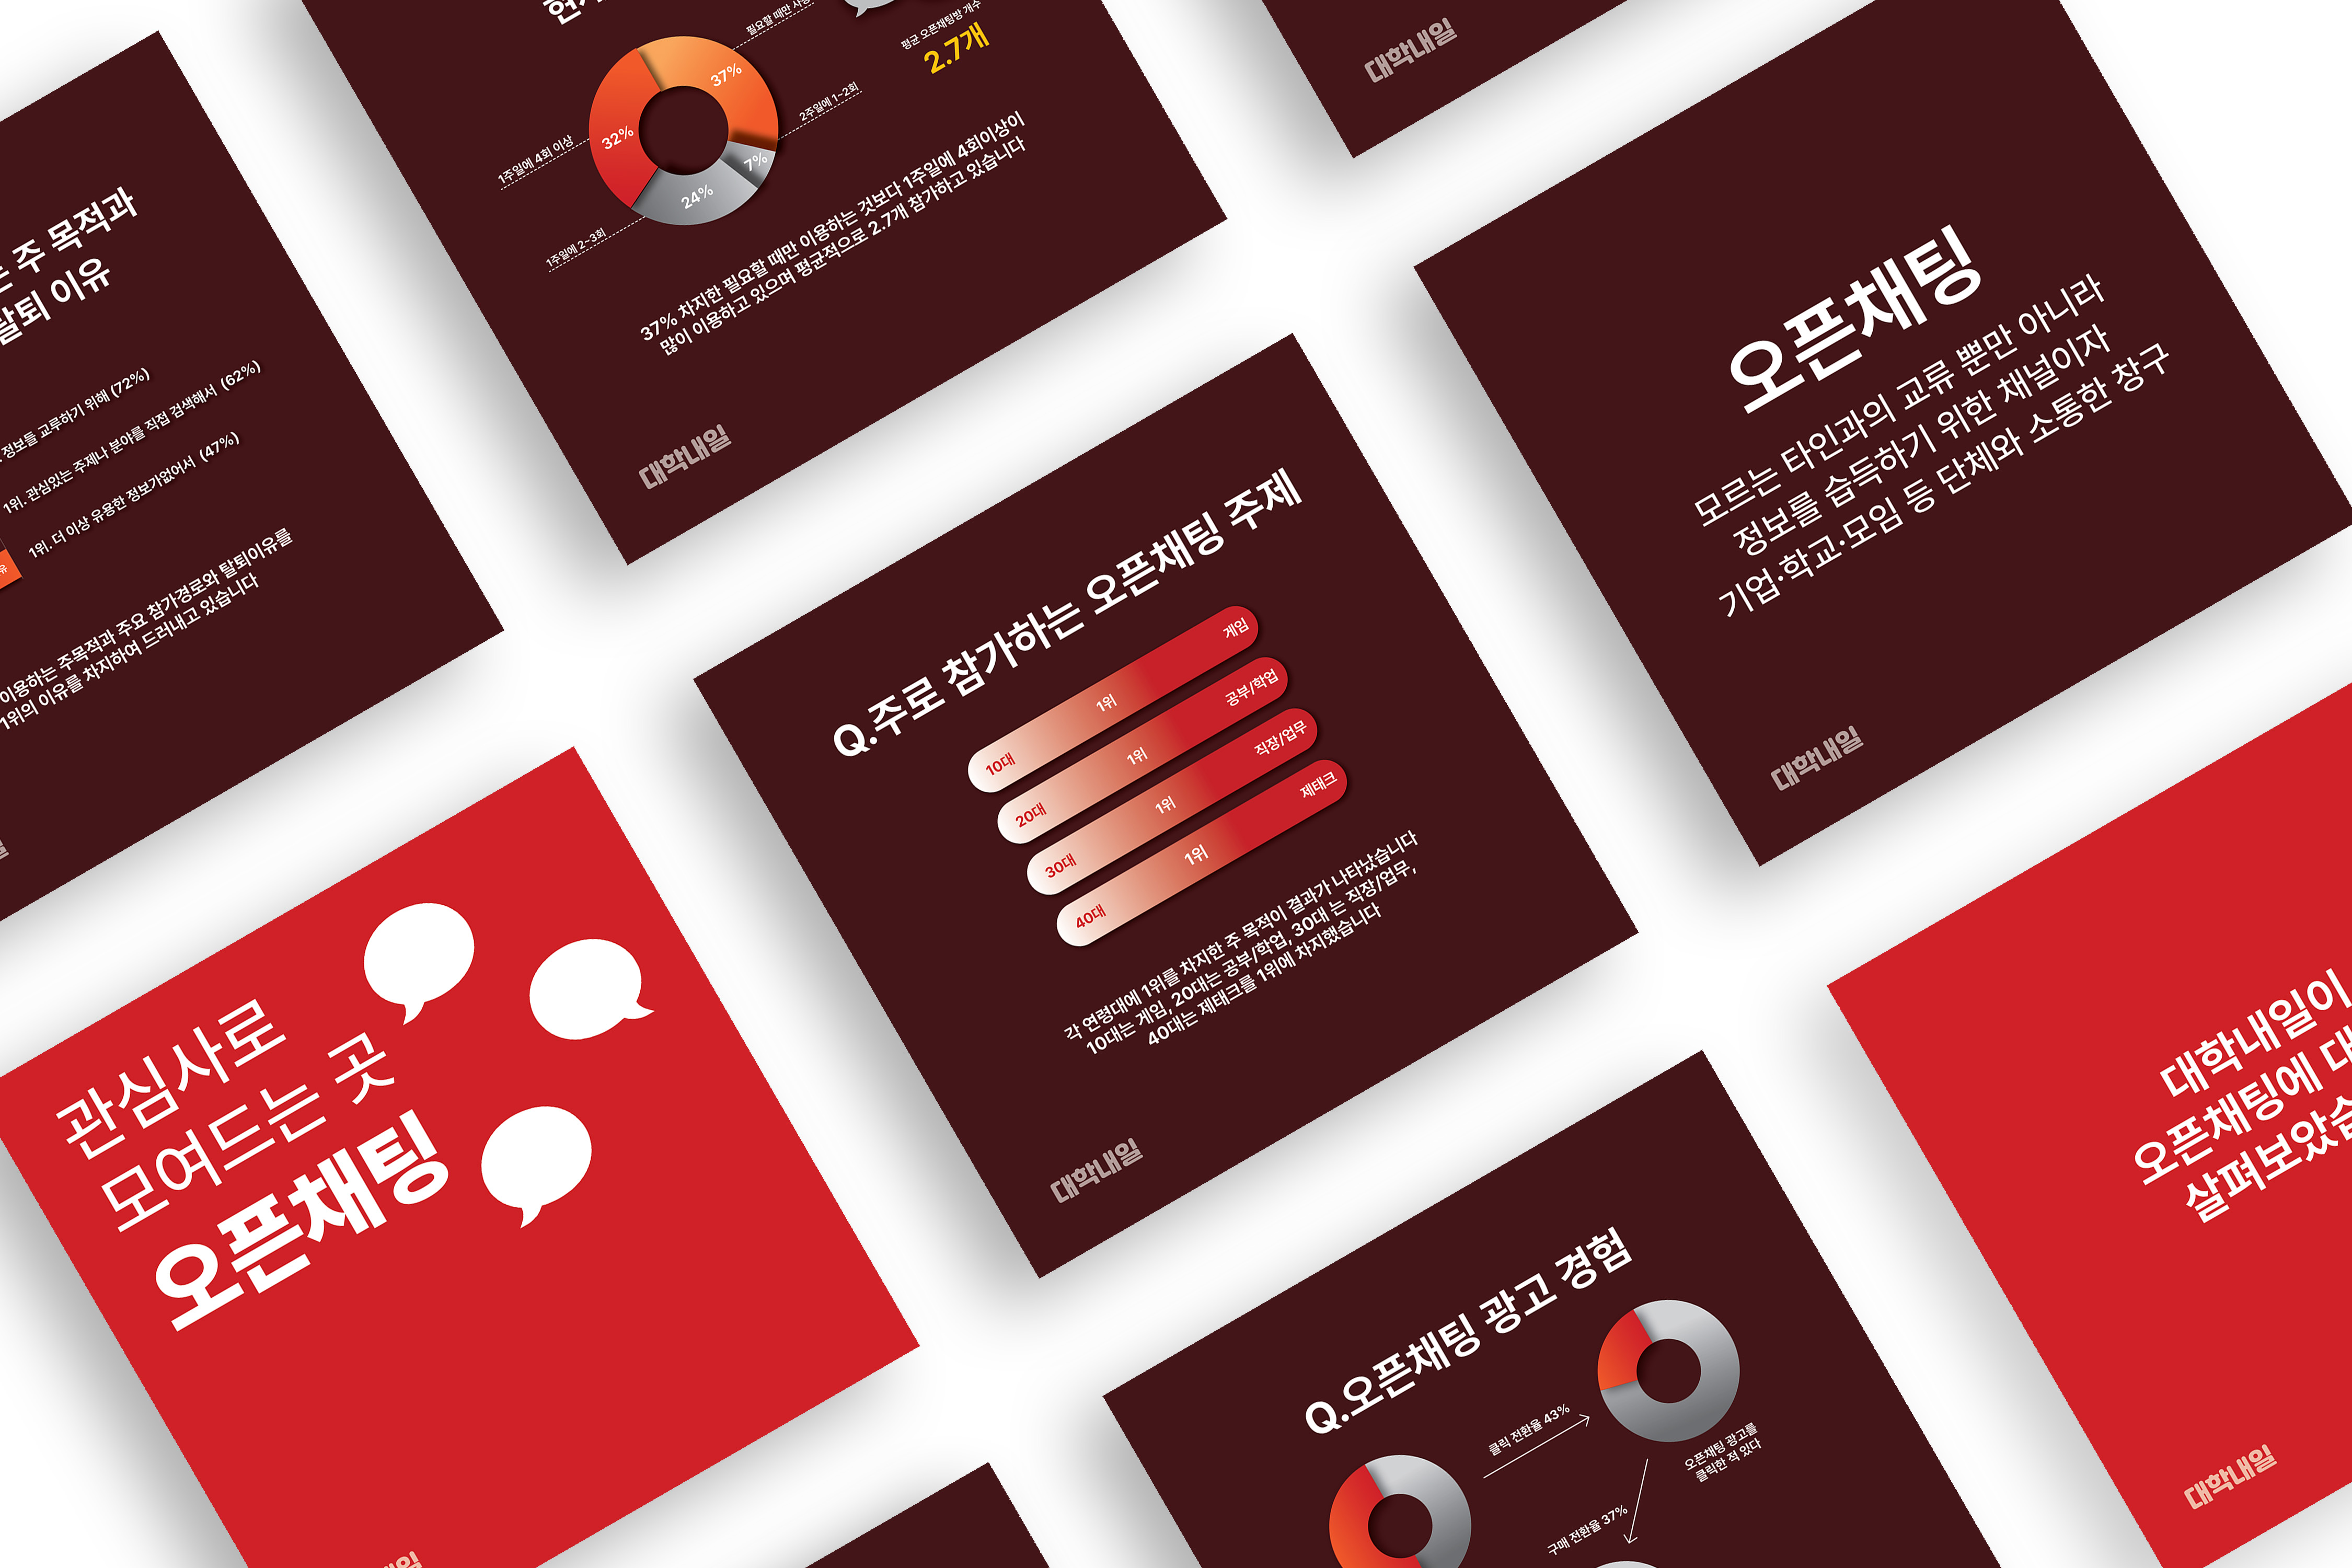 주 목적과
탈퇴 이유
정보들 교루하기 위해 (72%)
1위. 관심있는 주제나 분야를 직접 검색해서 (62%)
1위. 더 이상 유용한 정보가없어서 (47%)
유
이용하는 주목적과 주요 참가경로와 탈퇴이유를
1위의 이유를 차지하여 드러내고 있습니다
필요할 때만
37%
2주일에 1~2회
7%
32%
1주일에 4회 이상
24%
1주일에 2~3회
평균 오픈채팅방 개수
2.7개
37% 차지한 필요할 때만 이용하는 것보다 1주일에 4회이상이
많이 이용하고 있으며 평균적으로 2.7개 참가하고 있습니다
대학내일
대학내일
오픈채팅
모르는 타인과의 교류 뿐만 아니라
정보를 습득하기 위한 채널이자
기업·학교·모임 등 단체와 소통한 창구
대학내일
관심사로
모여드는 곳
오픈채팅
Q.주로 참가하는 오픈채팅 주제
10대 1위 게임
20대 1위 공부/학업
30대 1위 직장/업무
40대 1위 제태크
각 연령대에 1위를 차지한 주 목적이 결과가 나타났습니다
10대는 게임, 20대는 공부/학업, 30대 는 직장/업무,
40대는 제태크를 1위에 차지했습니다
대학내일
Q.오픈채팅 광고 경험
클릭 전환율 43%
오픈채팅 광고를
클릭한 적 있다
구매 전환율 37%
대학내일이
오픈채팅에
살펴보았습
대학내일